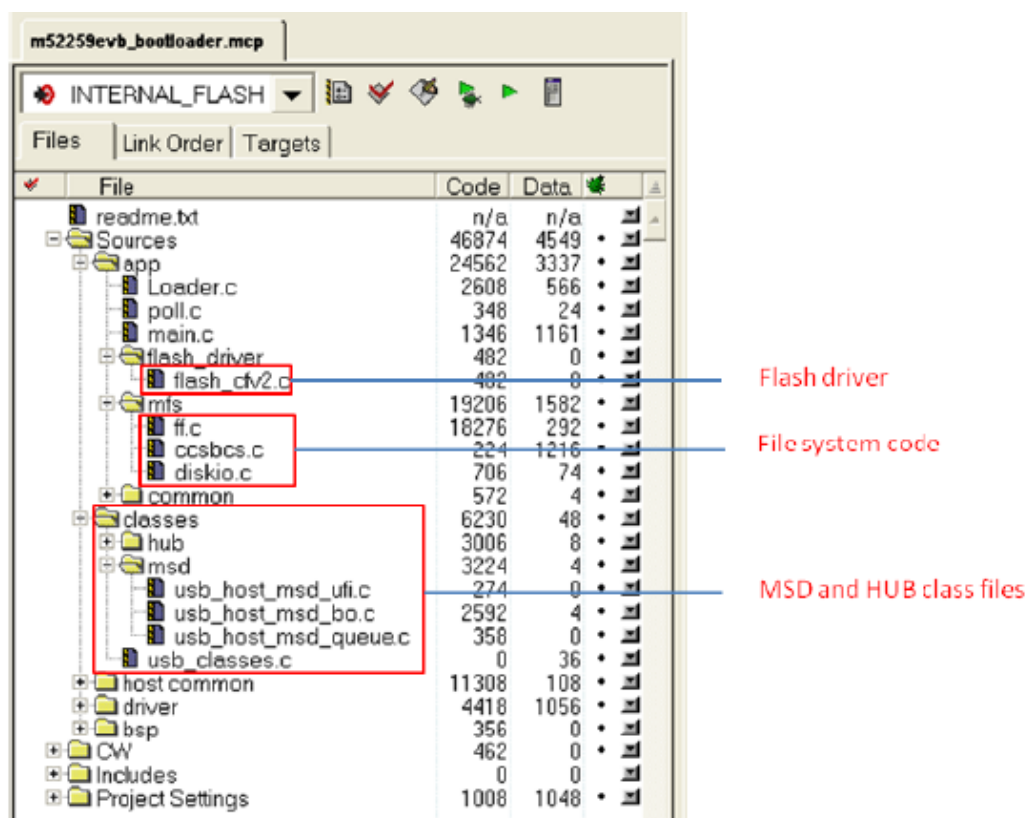 m52259evb_bootloader.mcp
INTERNAL_FLASH
Files Link Order Targets
File Code Data
readme.txt n/a n/a
Sources 46874 4549
app 24562 3337
Loader.c 2608 566
poll.c 348 24
main.c 1346 1161
flash_driver 482 0
flash_cfv2.c 482 0 Flash driver
mfs 19206 1582
ff.c 18276 292
ccsbcs.c 224 1216 File system code
diskio.c 706 74
common 572 4
classes 6230 48
hub 3006 8
msd 3224 4
usb_host_msd_ufi.c 274 0 MSD and HUB class files
usb_host_msd_bo.c 2592 4
usb_host_msd_queue.c 358 0
usb_classes.c 0 36
host common 11308 108
driver 4418 1056
bsp 356 0
CW 462 0
Includes 0 0
Project Settings 1008 1048